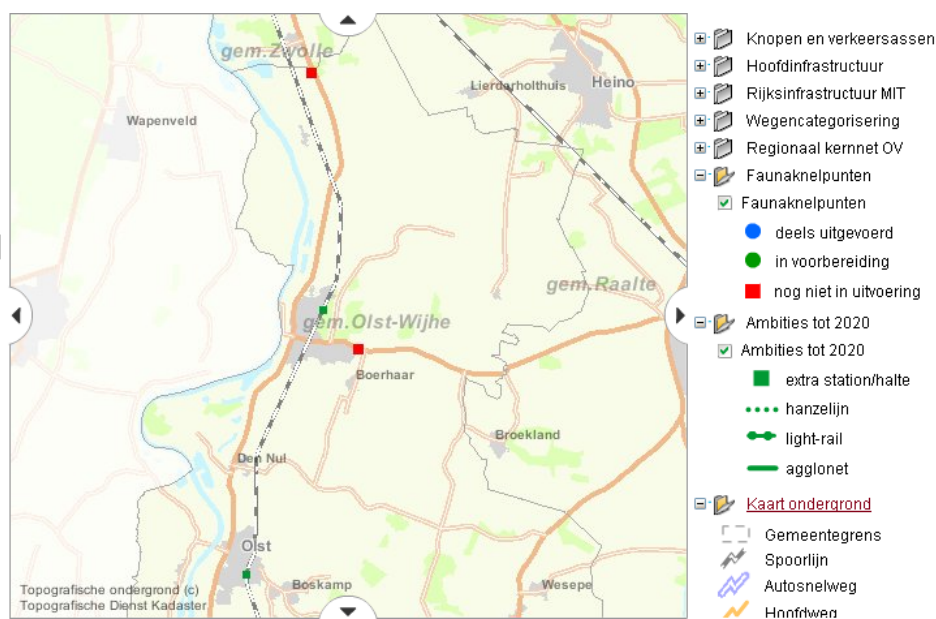 gem.Zwolle
Lierderholthuis
Heino
Wapenveld
gem.Raalte
gem.Olst-Wijhe
Boerhaar
Broekland
Den Nul
Olst
Boskamp
Wesepe
Topografische ondergrond (c)
Topografische Dienst Kadaster
Knopen en verkeersassen
Hoofdinfrastructuur
Rijksinfrastructuur MIT
Wegencategorisering
Regionaal kernnet OV
Faunaknelpunten
Faunaknelpunten
deels uitgevoerd
in voorbereiding
nog niet in uitvoering
Ambities tot 2020
Ambities tot 2020
extra station/halte
hanzelijn
light-rail
agglonet
Kaart ondergrond
Gemeentegrens
Spoorlijn
Autosnelweg
Hoofdweg